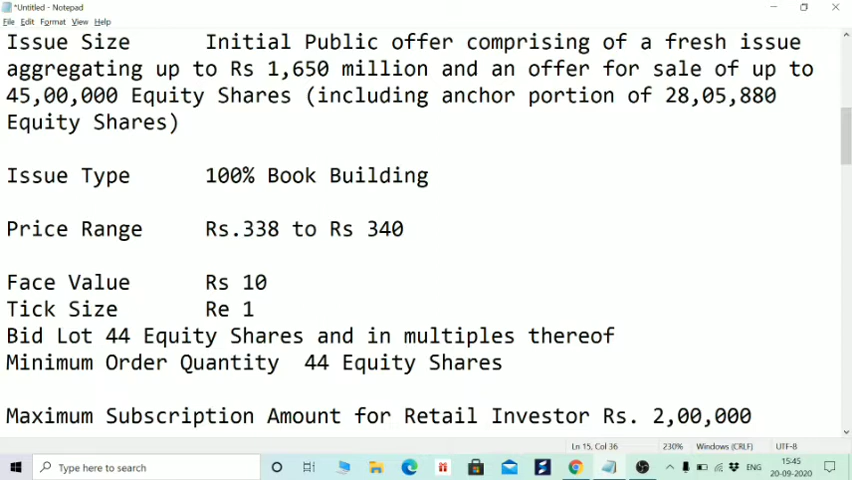 *Untitled - Notepad
File Edit Format View Help
Issue Size Initial Public offer comprising of a fresh issue
aggregating up to Rs 1,650 million and an offer for sale of up to
45,00,000 Equity Shares (including anchor portion of 28,05,880
Equity Shares)
Issue Type 100% Book Building
Price Range Rs.338 to Rs 340
Face Value Rs 10
Tick Size Re 1
Bid Lot 44 Equity Shares and in multiples thereof
Minimum Order Quantity 44 Equity Shares
Maximum Subscription Amount for Retail Investor Rs. 2,00,000
Ln 15, Col 36 230% Windows (CRLF) UTF-8
Type here to search
ENG
15:45
20-09-2020